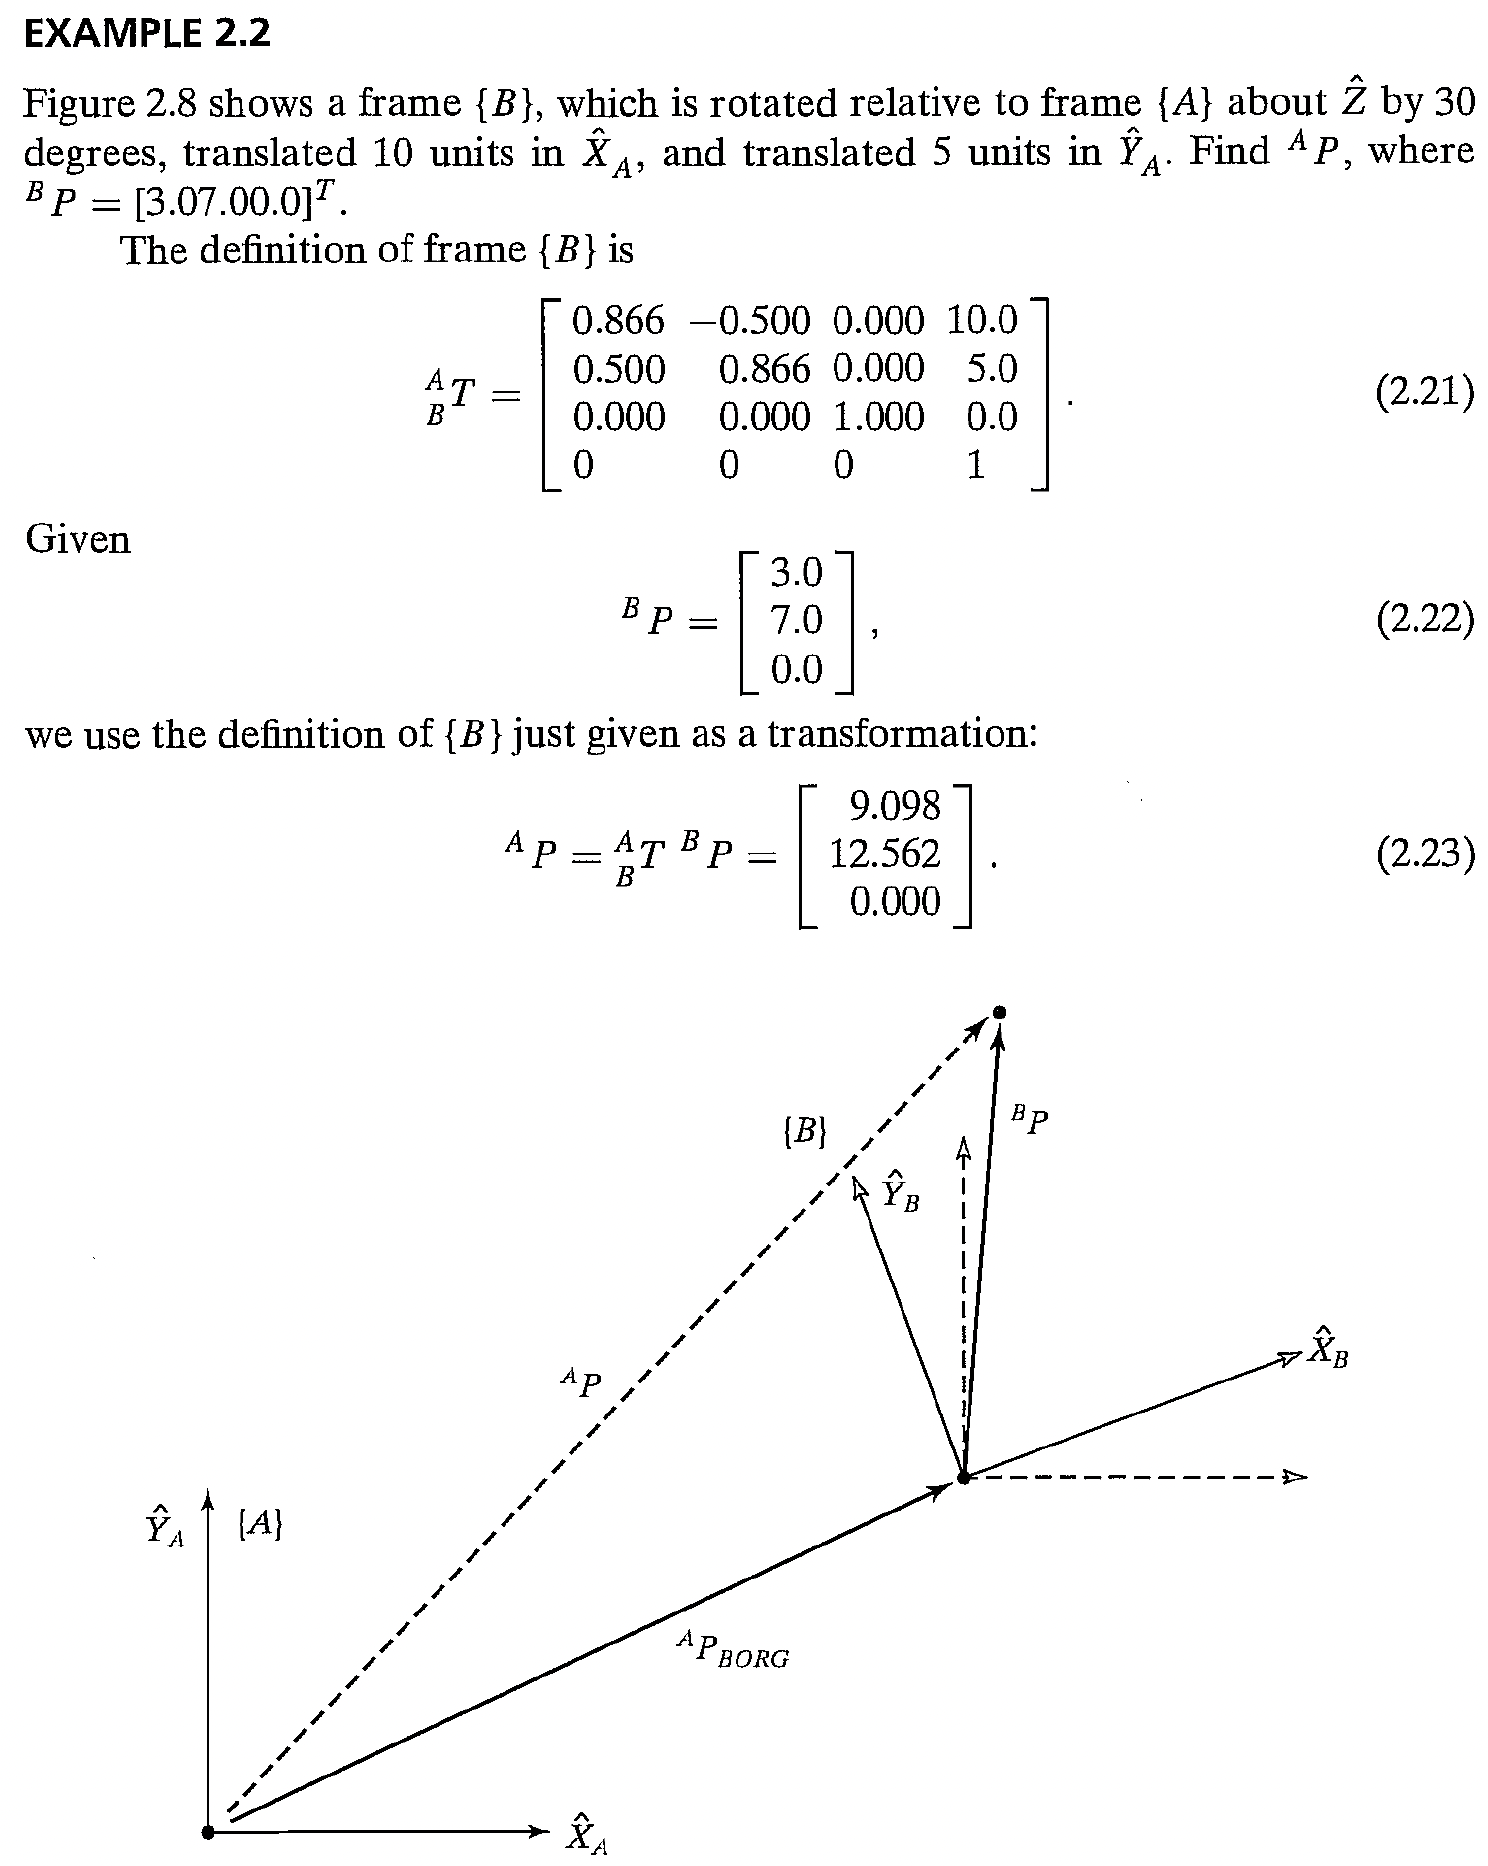 EXAMPLE 2.2
Figure 2.8 shows a frame {B}, which is rotated relative to frame {A} about Ẑ by 30
degrees, translated 10 units in X̂_A, and translated 5 units in Ŷ_A. Find ^A P, where
^B P = [3.07.00.0]^T.
The definition of frame {B} is
^A_B T = [ 0.866 −0.500 0.000 10.0
0.500 0.866 0.000 5.0
0.000 0.000 1.000 0.0
0 0 0 1 ] . (2.21)
Given
^B P = [ 3.0
7.0
0.0 ] , (2.22)
we use the definition of {B} just given as a transformation:
^A P = ^A_B T ^B P = [ 9.098
12.562
0.000 ] . (2.23)
{B}
^B P
Ŷ_B
X̂_B
^A P
Ŷ_A {A}
^A P_BORG
X̂_A